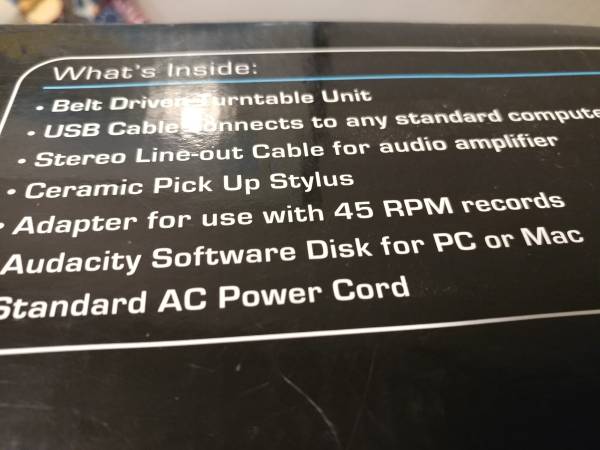 What's Inside:
• Belt Driven Turntable Unit
• USB Cable connects to any standard compute
• Stereo Line-out Cable for audio amplifier
• Ceramic Pick Up Stylus
• Adapter for use with 45 RPM records
Audacity Software Disk for PC or Mac
Standard AC Power Cord